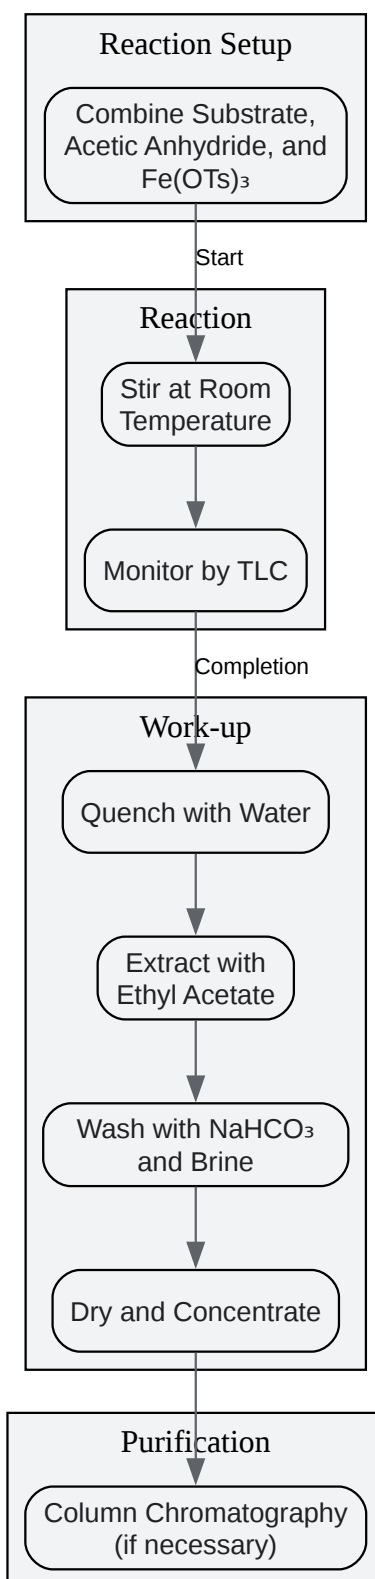 Reaction Setup
Combine Substrate,
Acetic Anhydride, and
Fe(OTs)₃
Start
Reaction
Stir at Room
Temperature
Monitor by TLC
Completion
Work-up
Quench with Water
Extract with
Ethyl Acetate
Wash with NaHCO₃
and Brine
Dry and Concentrate
Purification
Column Chromatography
(if necessary)